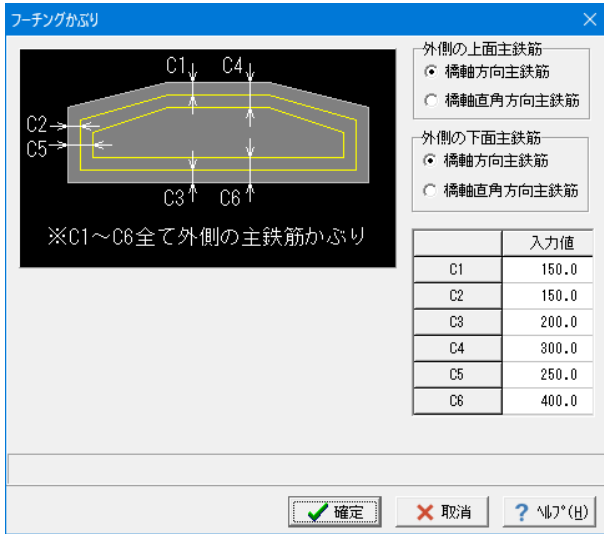 フーチングかぶり
C1
C4
C2
C5
C3
C6
※C1～C6全て外側の主鉄筋かぶり
外側の上面主鉄筋
橋軸方向主鉄筋
橋軸直角方向主鉄筋
外側の下面主鉄筋
橋軸方向主鉄筋
橋軸直角方向主鉄筋
入力値
C1 150.0
C2 150.0
C3 200.0
C4 300.0
C5 250.0
C6 400.0
確定
取消
? ﾍﾙﾌﾟ(H)